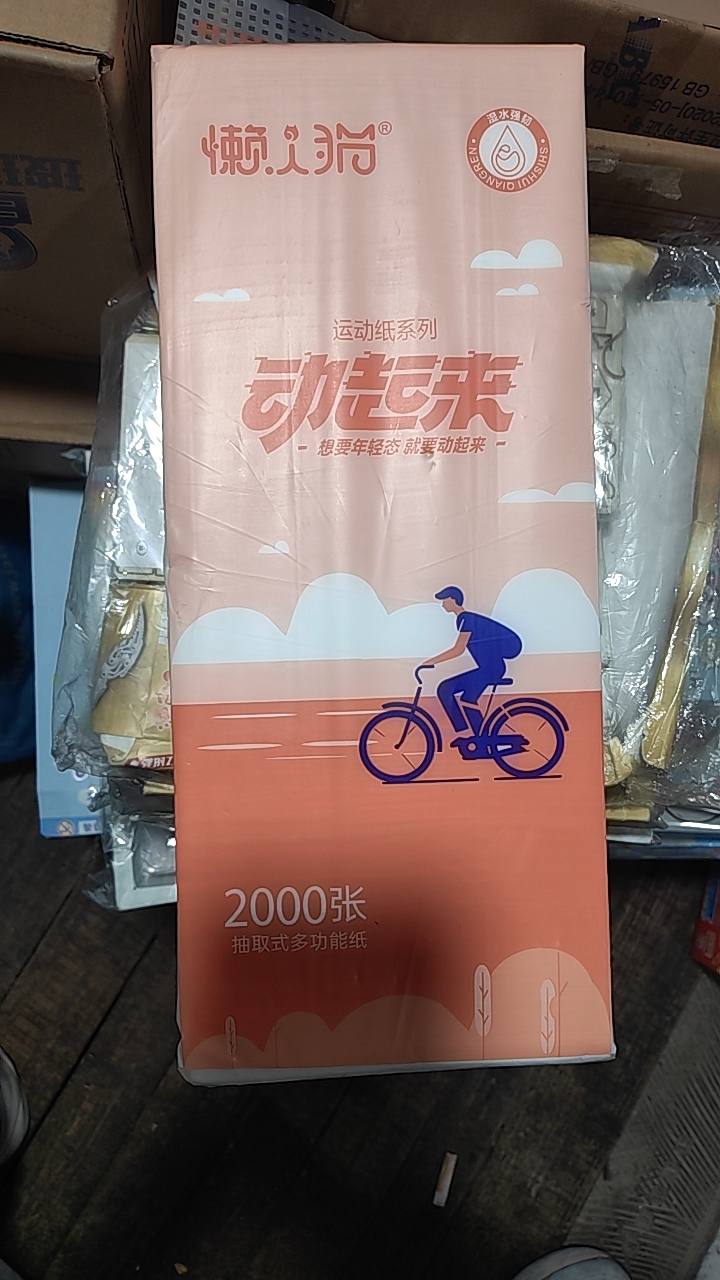 懒人猫®
湿水强韧
SHISHUI QIANGREN
运动纸系列
动起来
- 想要年轻态 就要动起来 -
2000张
抽取式多功能纸
GB 15979